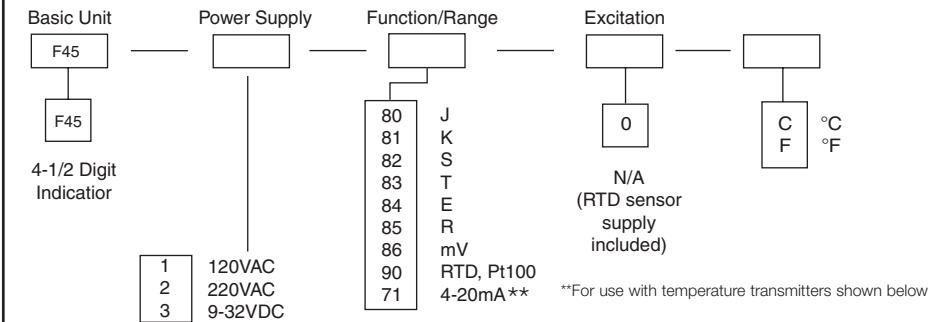 Basic Unit Power Supply Function/Range Excitation
F45
F45
4-1/2 Digit
Indicatior
1 120VAC
2 220VAC
3 9-32VDC
80 J
81 K
82 S
83 T
84 E
85 R
86 mV
90 RTD, Pt100
71 4-20mA**
0
N/A
(RTD sensor
supply
included)
C °C
F °F
**For use with temperature transmitters shown below